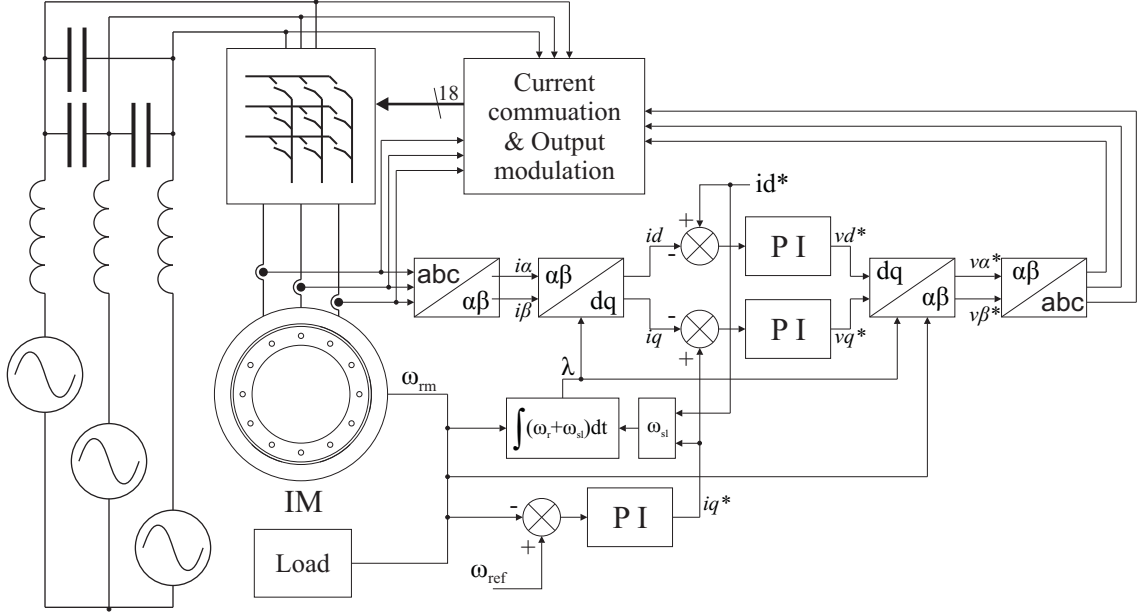 18
Current
commuation
& Output
modulation
id*
+
-
id
P I
vd*
abc
αβ
iα
iβ
αβ
dq
iq
-
+
P I
vq*
dq
αβ
vα*
vβ*
αβ
abc
λ
ωrm
∫(ωr+ωsl)dt
ωsl
IM
-
+
P I
iq*
Load
ωref